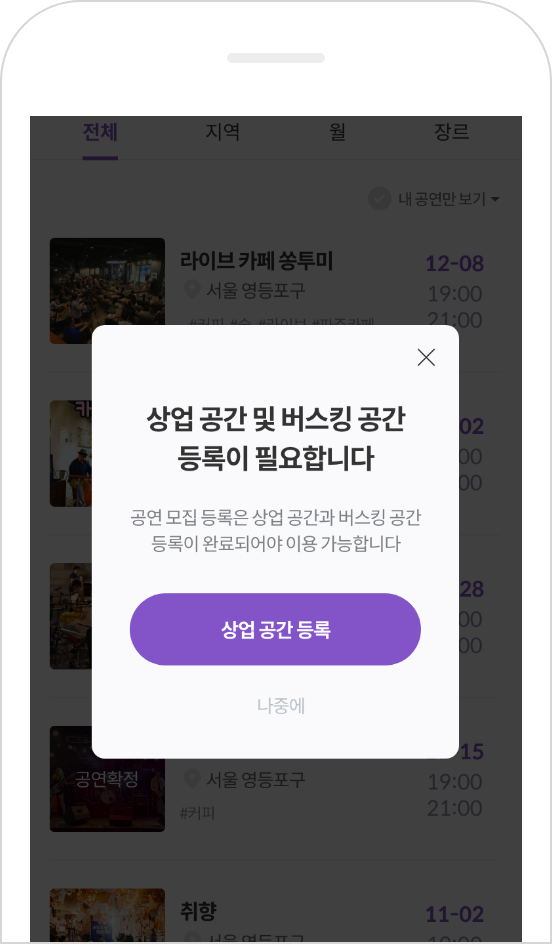 전체 지역 월 장르
내 공연만 보기
라이브 카페 쏭투미 12-08
서울 영등포구 19:00
#커피 #술 #라이브 #파주카페 21:00
상업 공간 및 버스킹 공간
등록이 필요합니다
공연 모집 등록은 상업 공간과 버스킹 공간
등록이 완료되어야 이용 가능합니다
상업 공간 등록
나중에
02
00
00
28
00
00
15
공연확정
서울 영등포구 19:00
#커피 21:00
취향 11-02
서울 영등포구 19:00